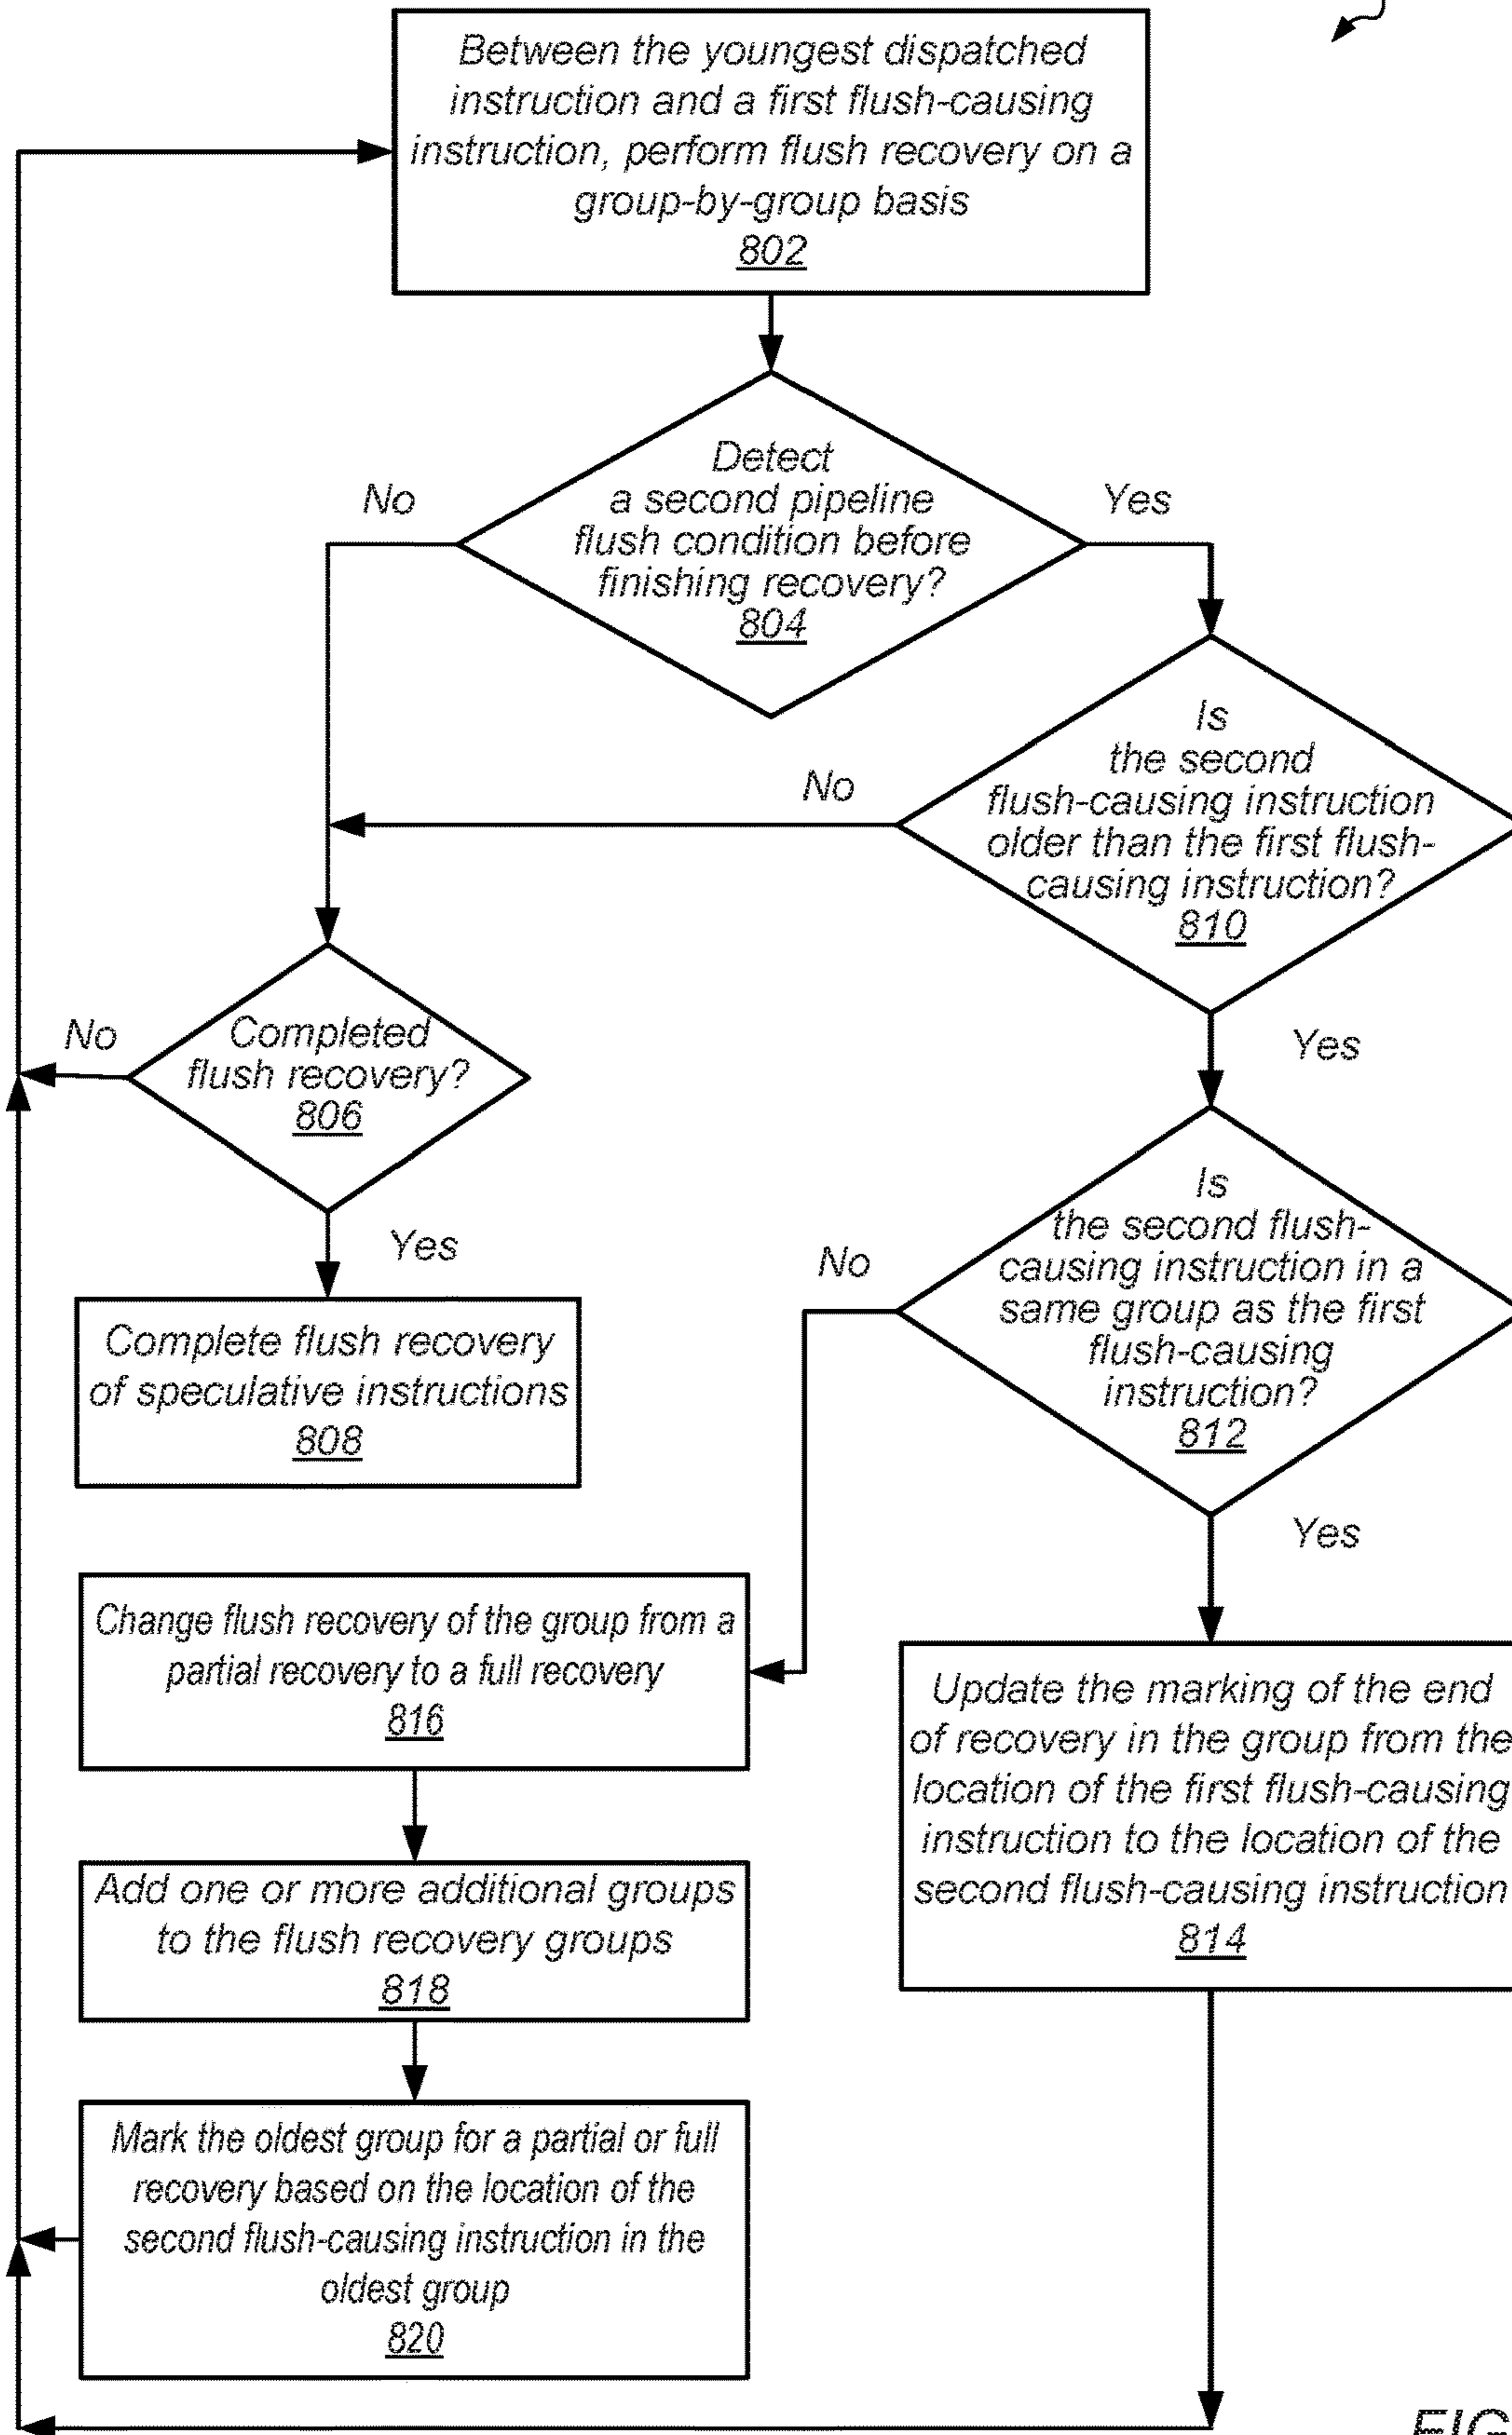 Between the youngest dispatched
instruction and a first flush-causing
instruction, perform flush recovery on a
group-by-group basis
802
Detect
a second pipeline
flush condition before
finishing recovery?
804
No
Yes
Is
the second
flush-causing instruction
older than the first flush-
causing instruction?
810
No
Yes
Completed
flush recovery?
806
No
Yes
Is
the second flush-
causing instruction in a
same group as the first
flush-causing
instruction?
812
No
Yes
Complete flush recovery
of speculative instructions
808
Change flush recovery of the group from a
partial recovery to a full recovery
816
Update the marking of the end
of recovery in the group from the
location of the first flush-causing
instruction to the location of the
second flush-causing instruction
814
Add one or more additional groups
to the flush recovery groups
818
Mark the oldest group for a partial or full
recovery based on the location of the
second flush-causing instruction in the
oldest group
820
FIG